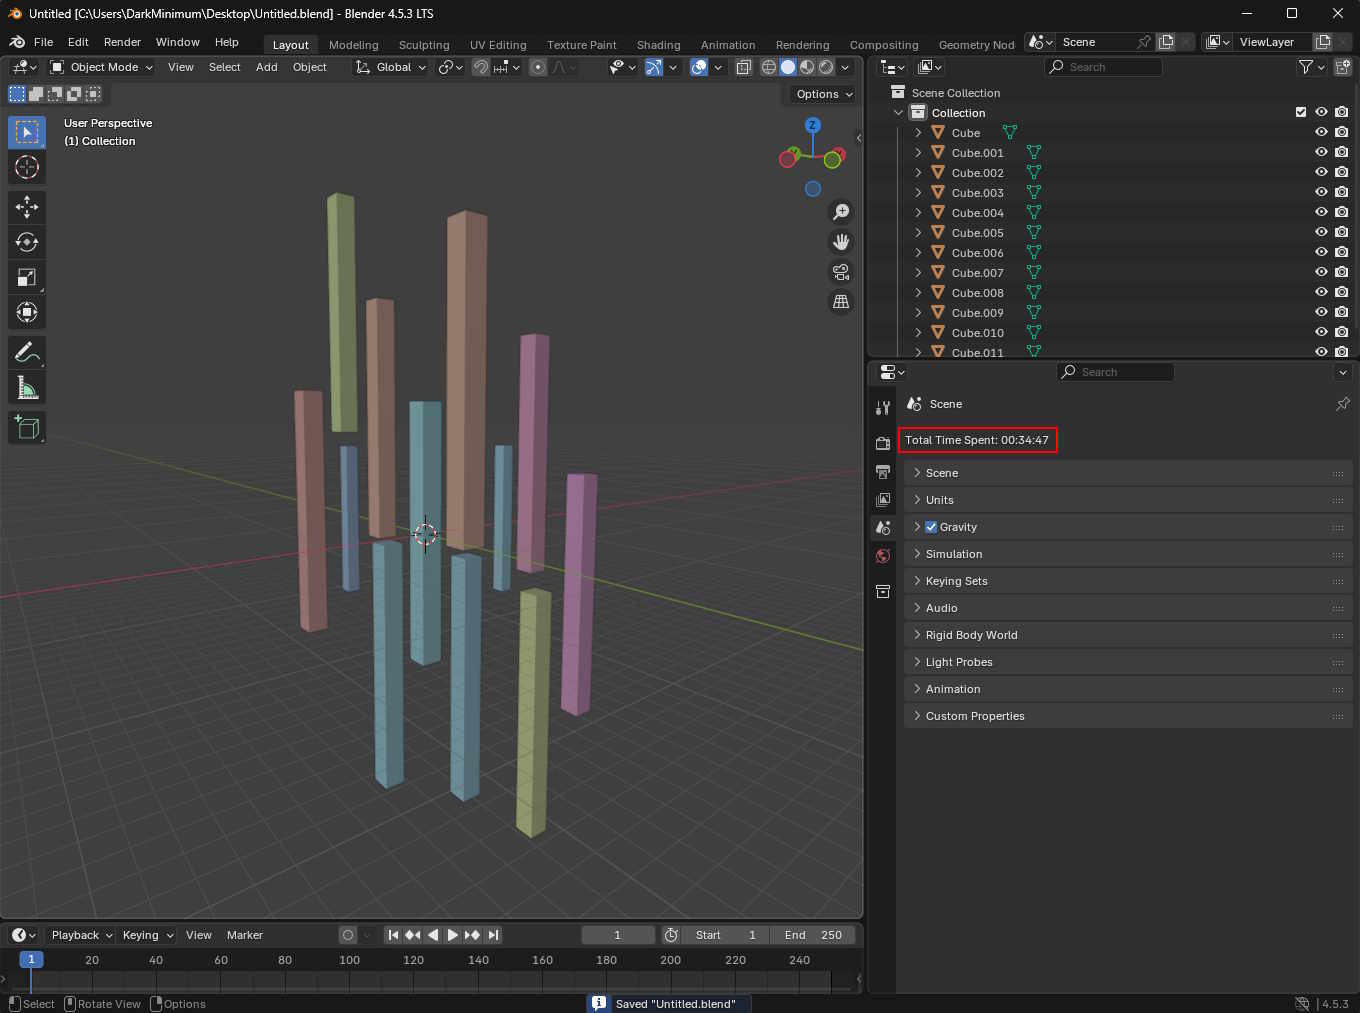 Untitled [C:\Users\DarkMinimum\Desktop\Untitled.blend] - Blender 4.5.3 LTS
File Edit Render Window Help Layout Modeling Sculpting UV Editing Texture Paint Shading Animation Rendering Compositing Geometry Nod Scene ViewLayer
Object Mode View Select Add Object Global
Options
User Perspective
(1) Collection
Z
Y
Search
Scene Collection
Collection
Cube
Cube.001
Cube.002
Cube.003
Cube.004
Cube.005
Cube.006
Cube.007
Cube.008
Cube.009
Cube.010
Cube.011
Search
Scene
Total Time Spent: 00:34:47
Scene
Units
Gravity
Simulation
Keying Sets
Audio
Rigid Body World
Light Probes
Animation
Custom Properties
Playback Keying View Marker 1 Start 1 End 250
1 20 40 60 80 100 120 140 160 180 200 220 240
Select Rotate View Options Saved "Untitled.blend" 4.5.3